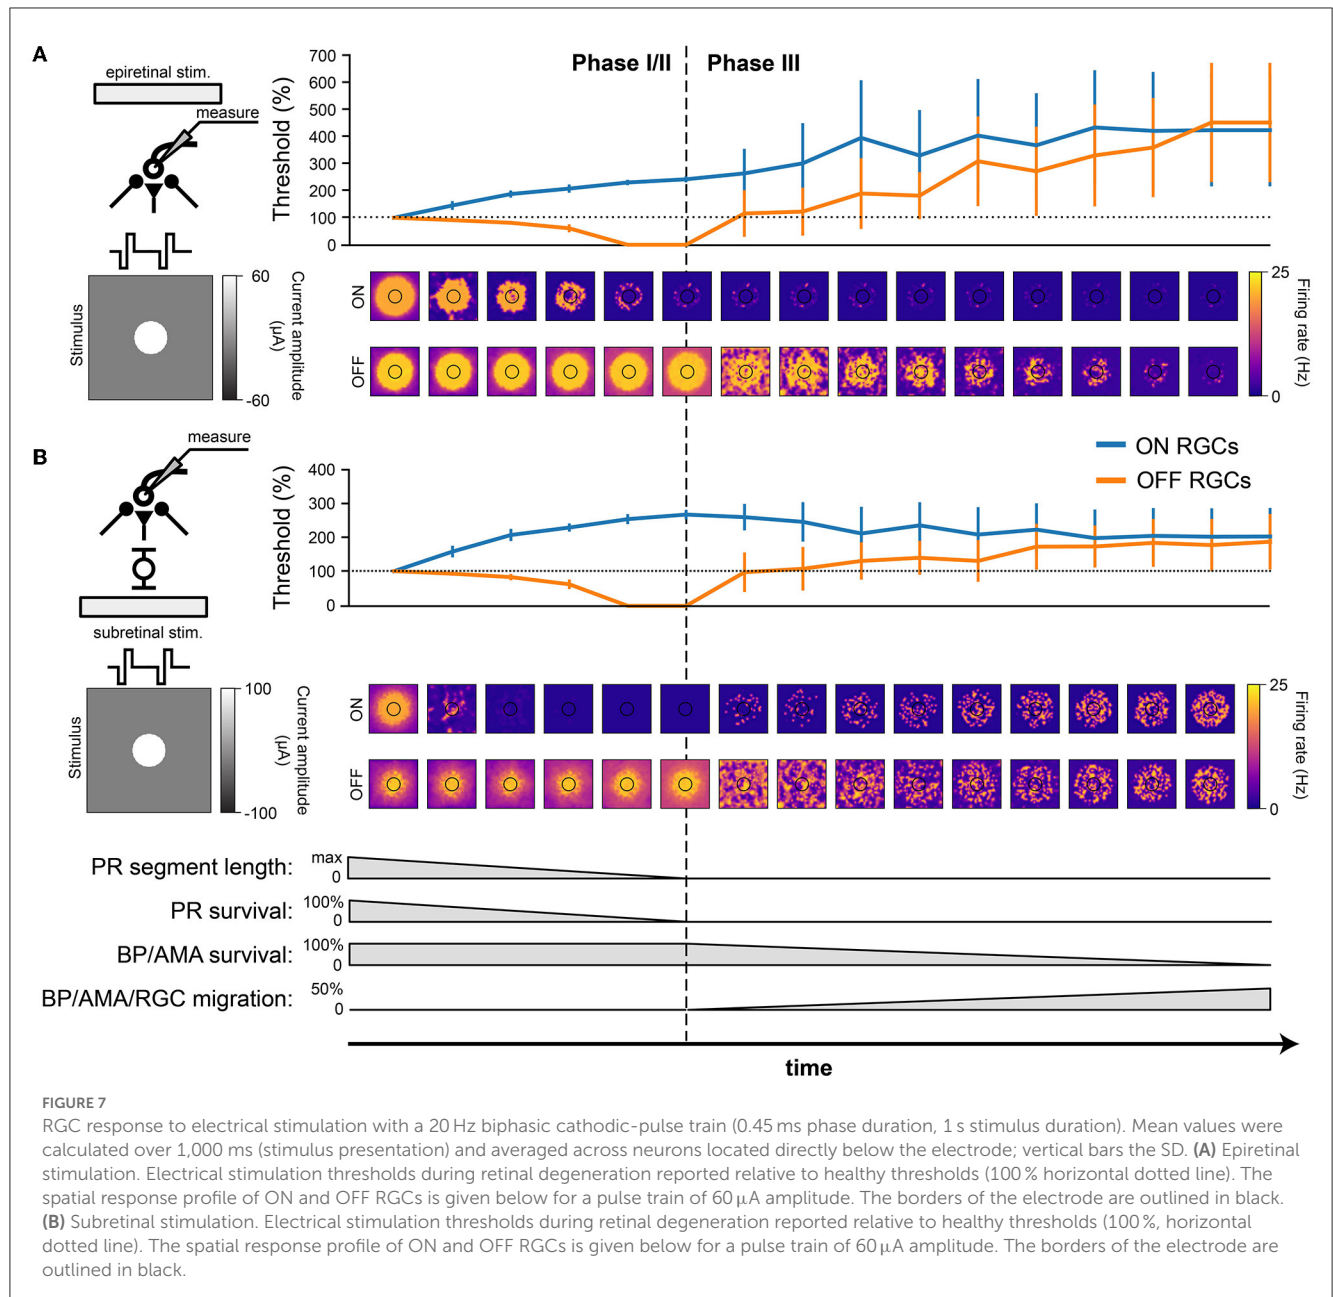 A
epiretinal stim.
measure
Stimulus
60
-60
Current amplitude
(µA)
Threshold (%)
700
600
500
400
300
200
100
0
Phase I/II
Phase III
ON
OFF
25
0
Firing rate (Hz)
B
measure
subretinal stim.
Stimulus
100
-100
Current amplitude
(µA)
Threshold (%)
400
300
200
100
0
ON RGCs
OFF RGCs
ON
OFF
25
0
Firing rate (Hz)
PR segment length: max
0
PR survival: 100%
0
BP/AMA survival: 100%
0
BP/AMA/RGC migration: 50%
0
time
FIGURE 7
RGC response to electrical stimulation with a 20 Hz biphasic cathodic-pulse train (0.45 ms phase duration, 1 s stimulus duration). Mean values were
calculated over 1,000 ms (stimulus presentation) and averaged across neurons located directly below the electrode; vertical bars the SD. (A) Epiretinal
stimulation. Electrical stimulation thresholds during retinal degeneration reported relative to healthy thresholds (100% horizontal dotted line). The
spatial response profile of ON and OFF RGCs is given below for a pulse train of 60 µA amplitude. The borders of the electrode are outlined in black.
(B) Subretinal stimulation. Electrical stimulation thresholds during retinal degeneration reported relative to healthy thresholds (100%, horizontal
dotted line). The spatial response profile of ON and OFF RGCs is given below for a pulse train of 60 µA amplitude. The borders of the electrode are
outlined in black.